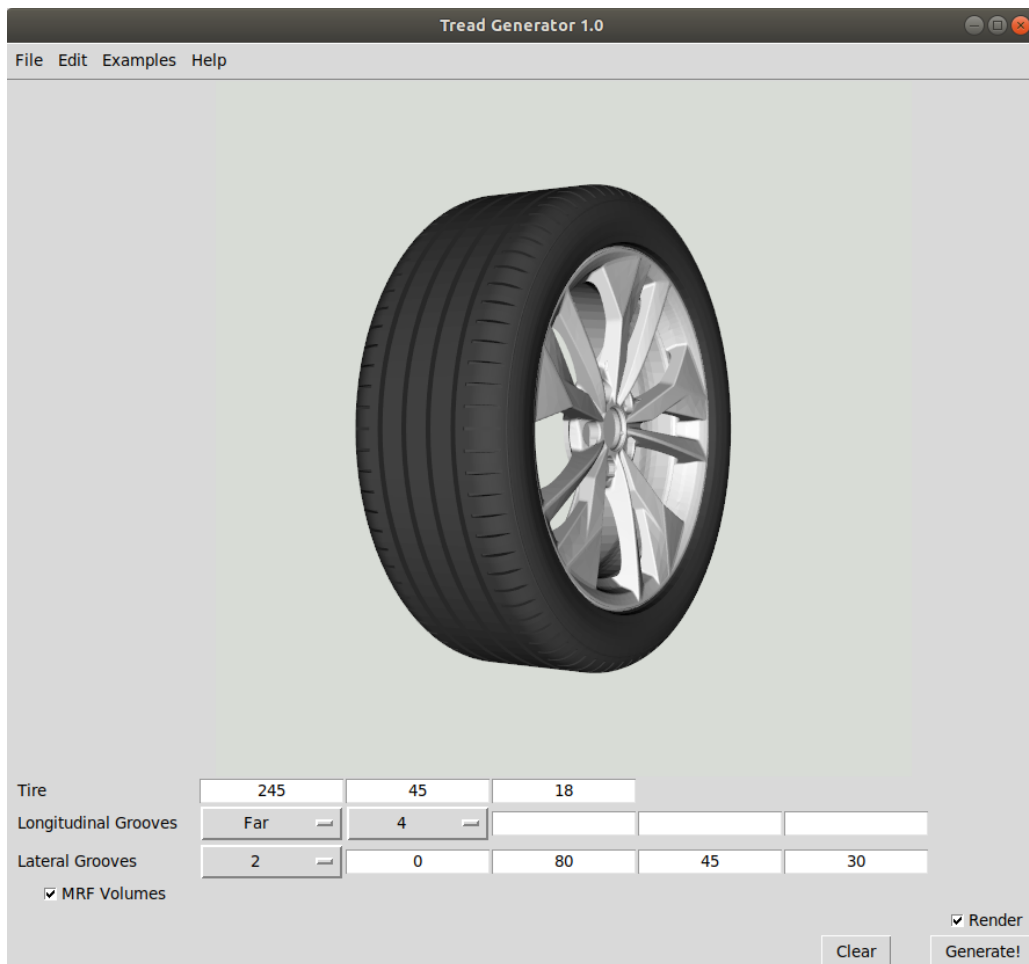 Tread Generator 1.0
File Edit Examples Help
Tire 245 45 18
Longitudinal Grooves Far 4
Lateral Grooves 2 0 80 45 30
MRF Volumes
Render
Clear Generate!